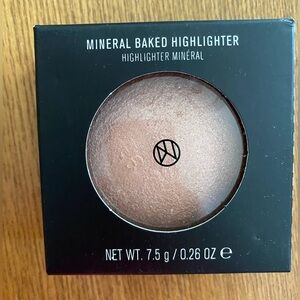 MINERAL BAKED HIGHLIGHTER
HIGHLIGHTER MINÉRAL
NET WT. 7.5 g / 0.26 OZ ℮